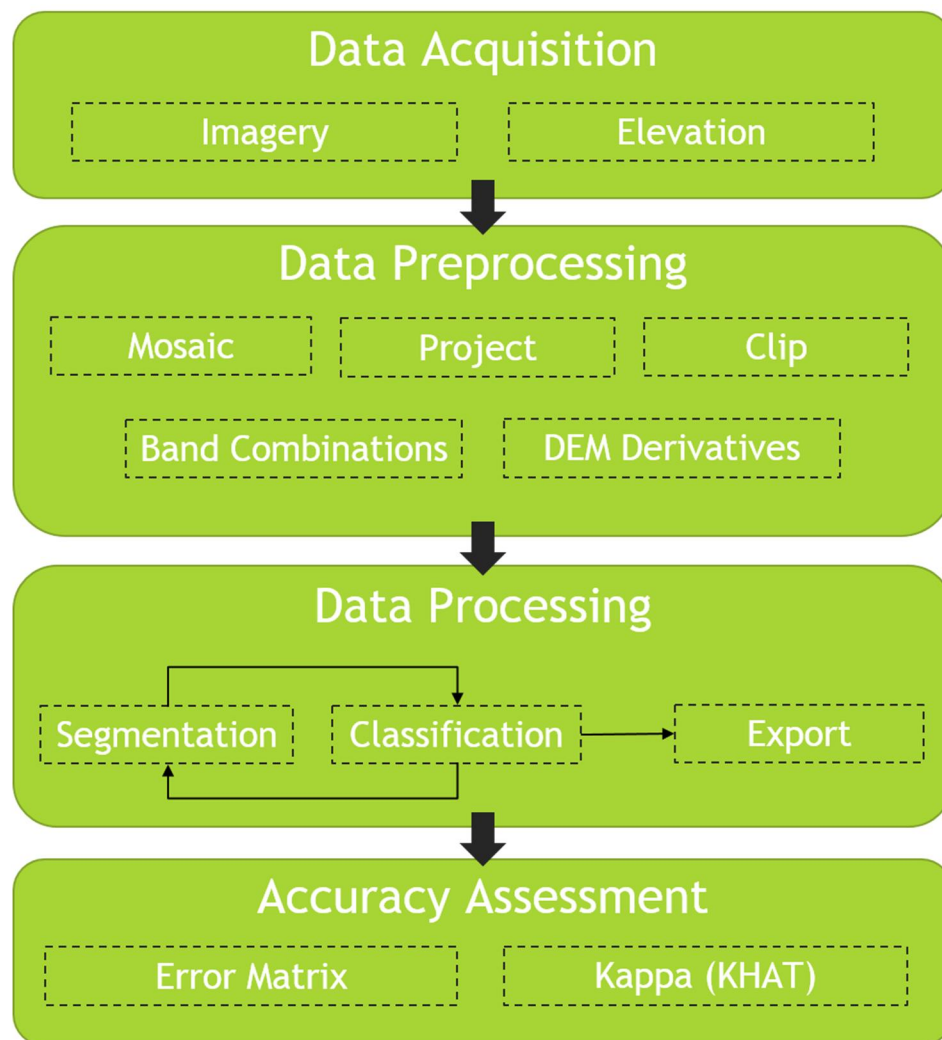 Data Acquisition
Imagery
Elevation
Data Preprocessing
Mosaic
Project
Clip
Band Combinations
DEM Derivatives
Data Processing
Segmentation
Classification
Export
Accuracy Assessment
Error Matrix
Kappa (KHAT)